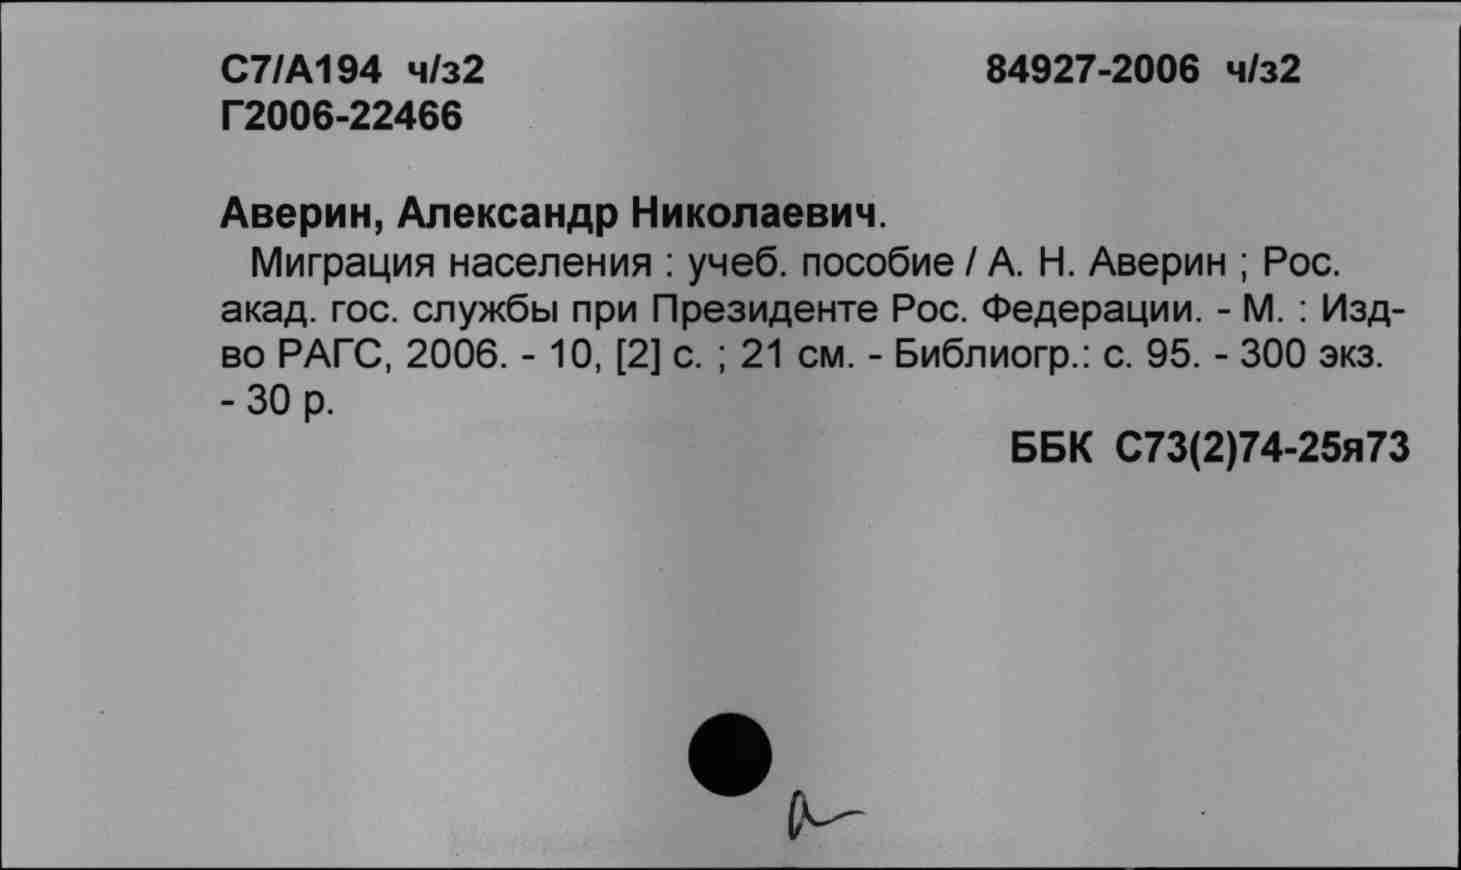 С7/А194 ч/з2 84927-2006 ч/з2
Г2006-22466
Аверин, Александр Николаевич.
Миграция населения : учеб. пособие / А. Н. Аверин ; Рос.
акад. гос. службы при Президенте Рос. Федерации. - М. : Изд-
во РАГС, 2006. - 10, [2] с. ; 21 см. - Библиогр.: с. 95. - 300 экз.
- 30 р.
ББК С73(2)74-25я73